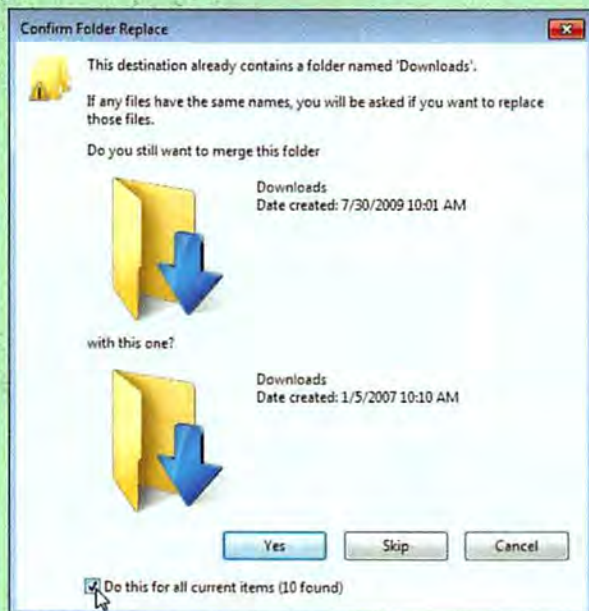 Confirm Folder Replace
This destination already contains a folder named 'Downloads'.
If any files have the same names, you will be asked if you want to replace
those files.
Do you still want to merge this folder
Downloads
Date created: 7/30/2009 10:01 AM
with this one?
Downloads
Date created: 1/5/2007 10:10 AM
Yes
Skip
Cancel
Do this for all current items (10 found)